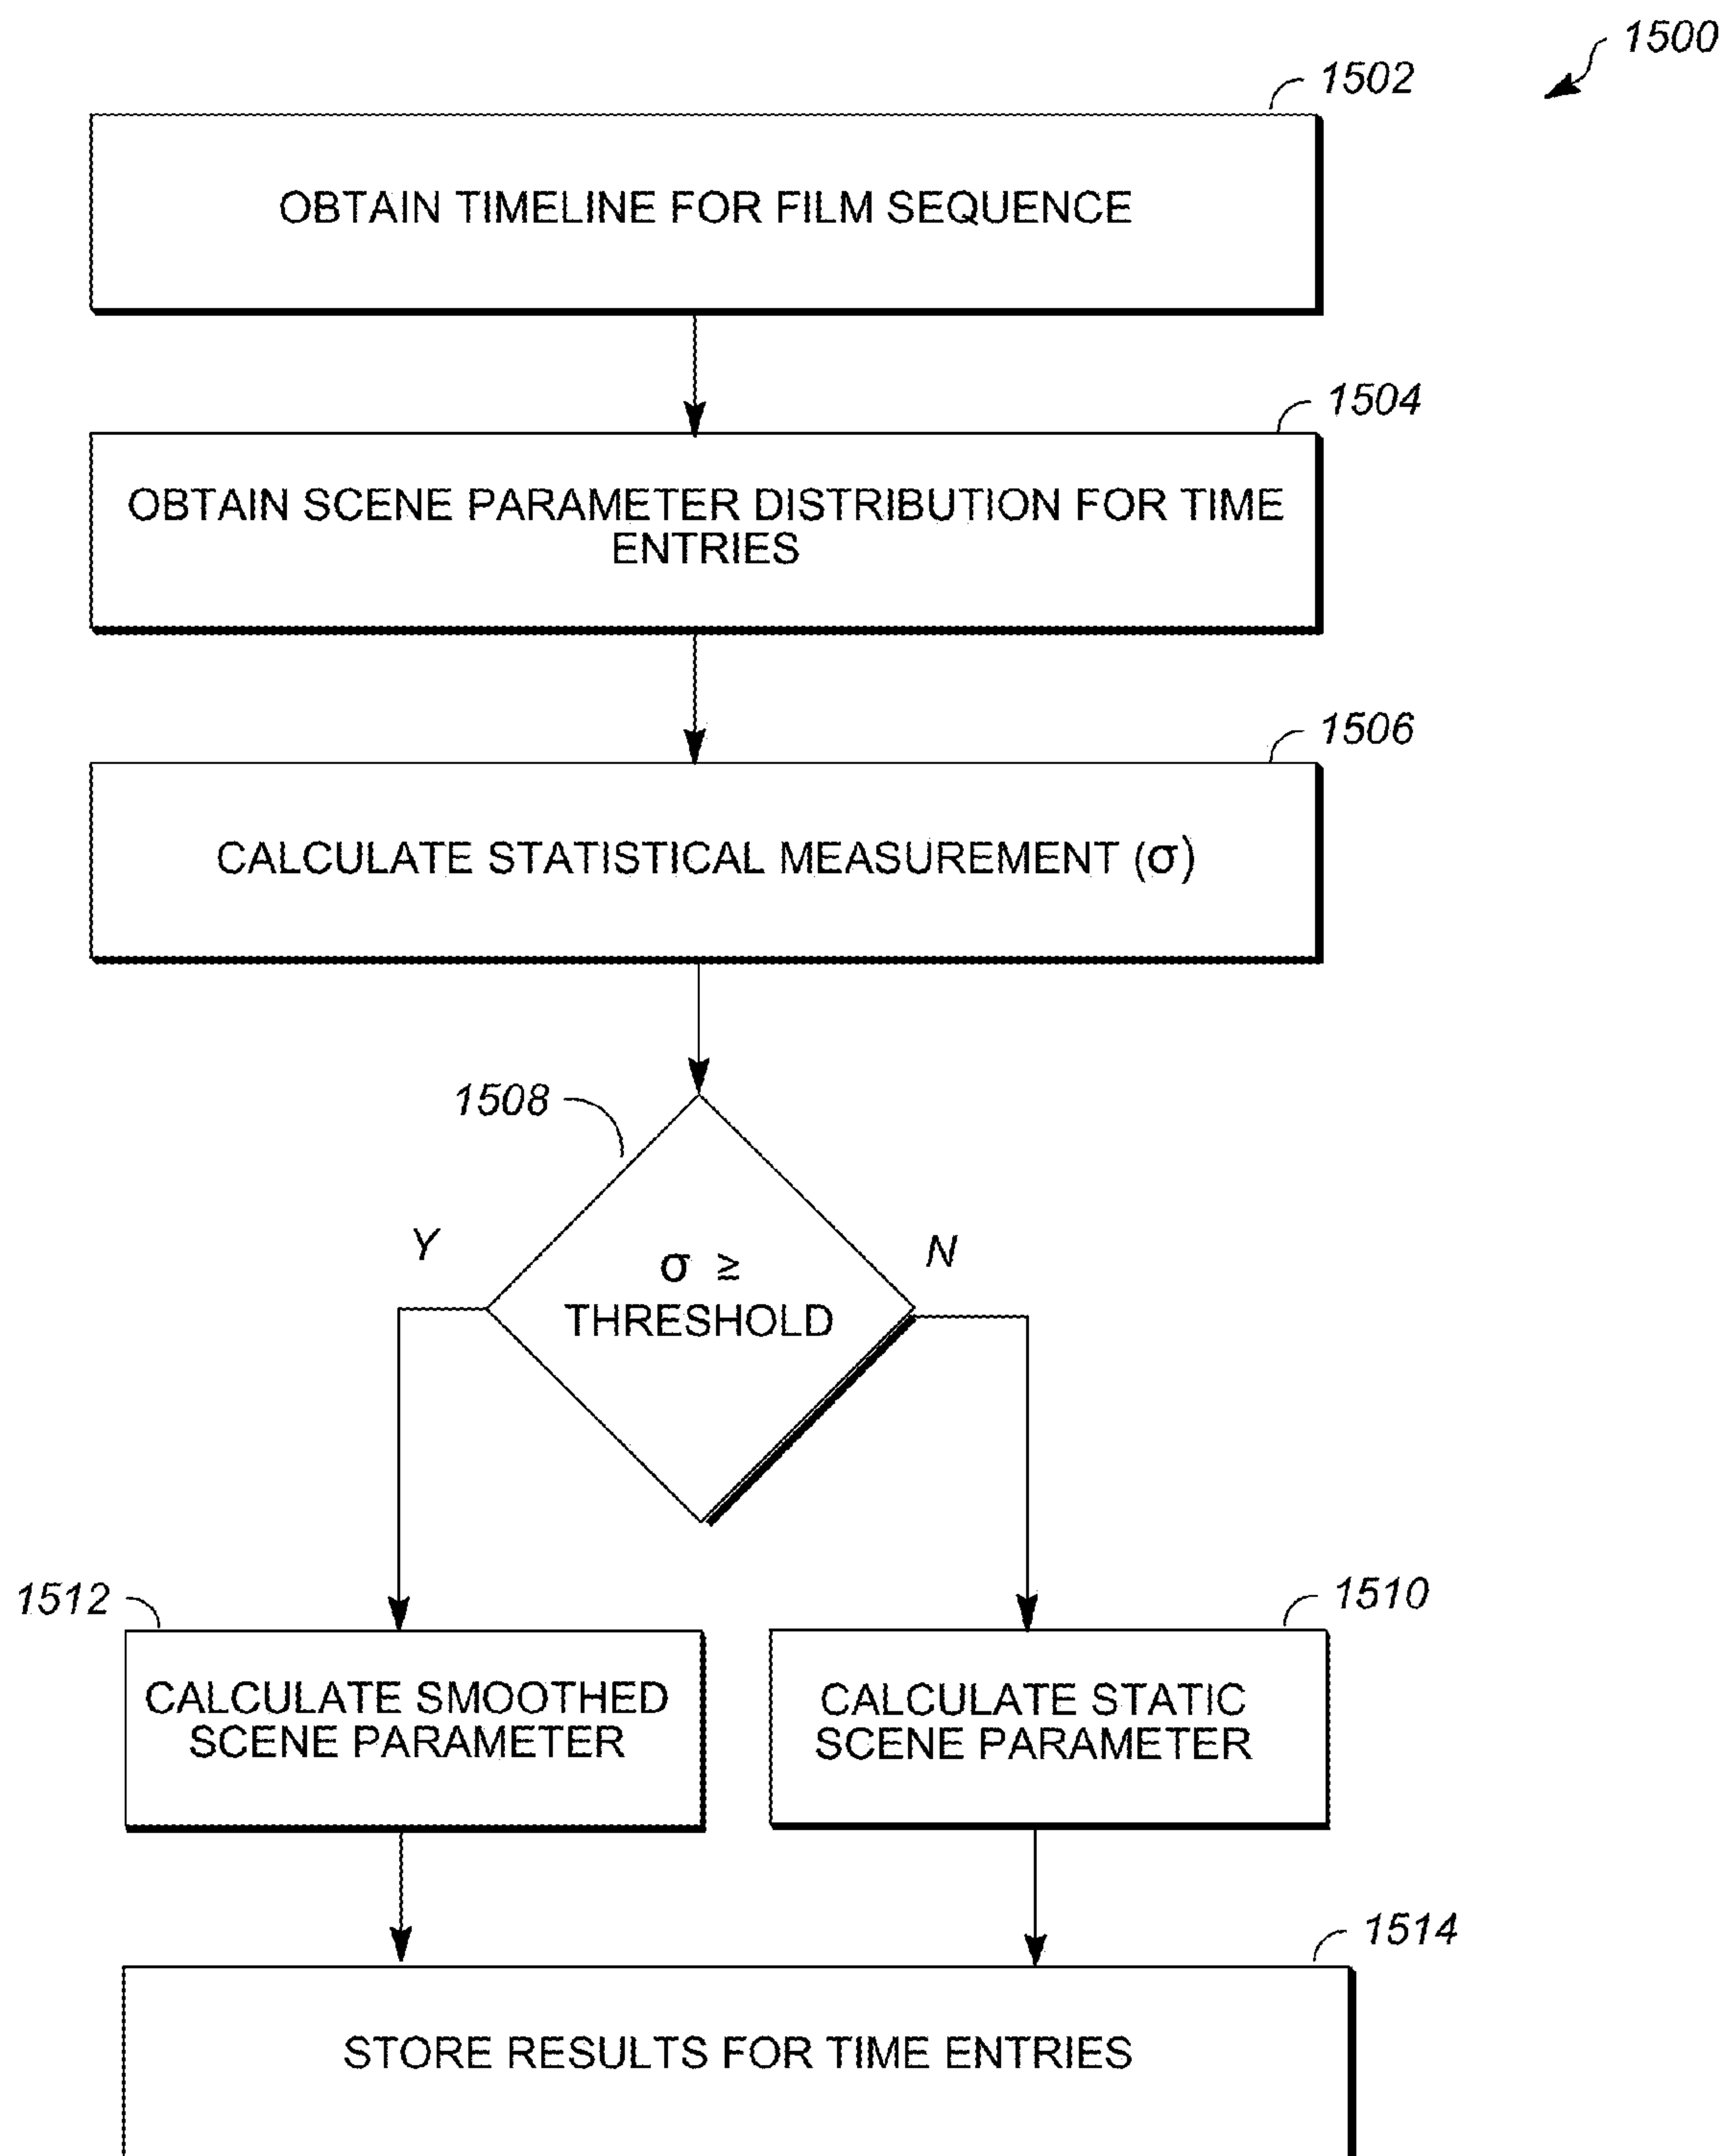 1500
1502
OBTAIN TIMELINE FOR FILM SEQUENCE
1504
OBTAIN SCENE PARAMETER DISTRIBUTION FOR TIME
ENTRIES
1506
CALCULATE STATISTICAL MEASUREMENT (σ)
1508
Y
N
σ ≥
THRESHOLD
1512
1510
CALCULATE SMOOTHED
SCENE PARAMETER
CALCULATE STATIC
SCENE PARAMETER
1514
STORE RESULTS FOR TIME ENTRIES